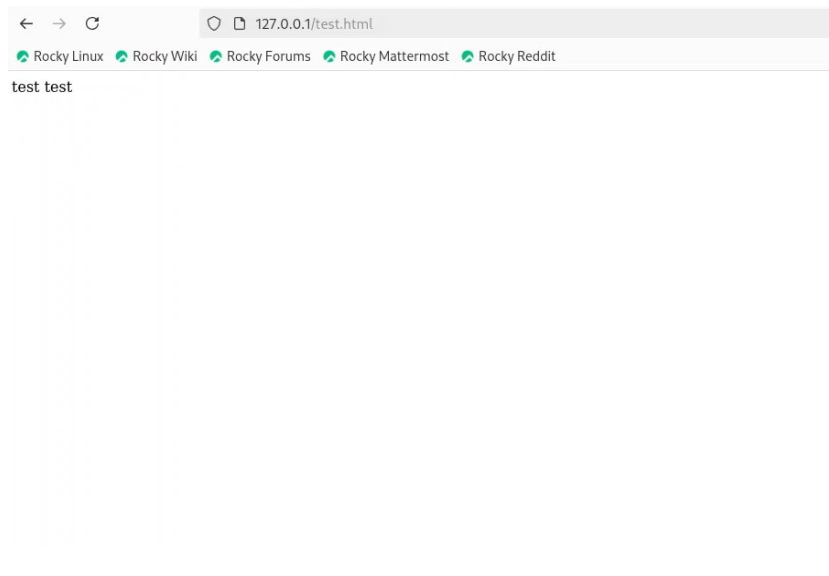 127.0.0.1/test.html
Rocky Linux Rocky Wiki Rocky Forums Rocky Mattermost Rocky Reddit
test test